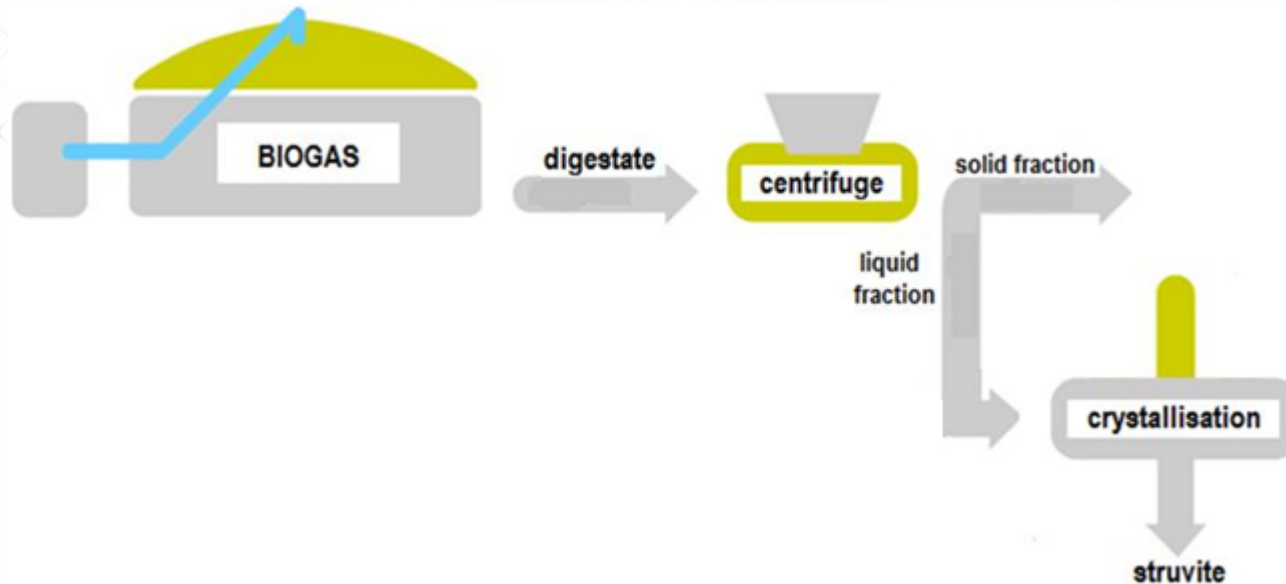 BIOGAS
digestate
centrifuge
solid fraction
liquid
fraction
crystallisation
struvite